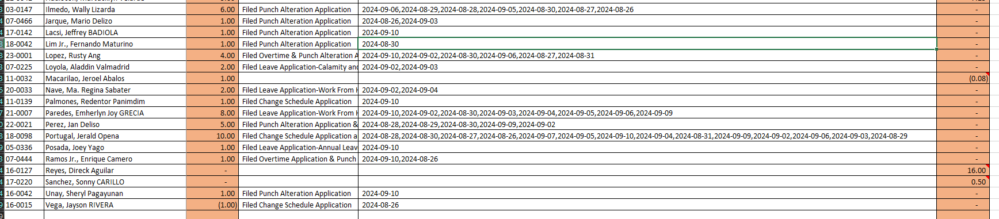 03-0147 Ilmedo, Wally Lizarda 6.00 Filed Punch Alteration Application 2024-09-06,2024-08-29,2024-08-28,2024-09-05,2024-08-30,2024-08-27,2024-08-26 -
07-0466 Jarque, Mario Delizo 1.00 Filed Punch Alteration Application 2024-08-26,2024-09-03 -
17-0142 Lacsi, Jeffrey BADIOLA 1.00 Filed Punch Alteration Application 2024-09-10 -
18-0042 Lim Jr., Fernando Maturino 1.00 Filed Punch Alteration Application 2024-08-30 -
23-0001 Lopez, Rusty Ang 4.00 Filed Overtime & Punch Alteration A 2024-09-10,2024-09-02,2024-08-30,2024-09-06,2024-08-27,2024-08-31 -
07-0225 Loyola, Aladdin Valmadrid 2.00 Filed Leave Application-Calamity and 2024-09-02,2024-09-03 -
11-0032 Macarilao, Jeroel Abalos 1.00 (0.08)
20-0033 Nave, Ma. Regina Sabater 2.00 Filed Leave Application-Work From H 2024-09-02,2024-09-04 -
11-0139 Palmones, Redentor Panimdim 1.00 Filed Change Schedule Application 2024-09-10 -
21-0007 Paredes, Emherlyn Joy GRECIA 8.00 Filed Leave Application-Work From H 2024-09-10,2024-09-02,2024-08-30,2024-09-03,2024-09-04,2024-09-05,2024-09-06,2024-09-09 -
22-0021 Perez, Jan Deliso 5.00 Filed Punch Alteration Application & 2024-08-28,2024-08-29,2024-08-30,2024-09-09,2024-09-02 -
18-0098 Portugal, Jerald Opena 10.00 Filed Change Schedule Application a 2024-08-28,2024-08-30,2024-08-27,2024-08-26,2024-09-07,2024-09-05,2024-09-10,2024-09-04,2024-08-31,2024-09-09,2024-09-02,2024-09-06,2024-09-03,2024-08-29 -
05-0336 Posada, Joey Yago 1.00 Filed Leave Application-Annual Leav 2024-09-10 -
07-0444 Ramos Jr., Enrique Camero 1.00 Filed Overtime Application & Punch 2024-09-10,2024-08-26 -
16-0127 Reyes, Direck Aguilar - 16.00
17-0220 Sanchez, Sonny CARILLO - 0.50
16-0042 Unay, Sheryl Pagayunan 1.00 Filed Punch Alteration Application 2024-09-10 -
16-0015 Vega, Jayson RIVERA (1.00) Filed Change Schedule Application 2024-08-26 -